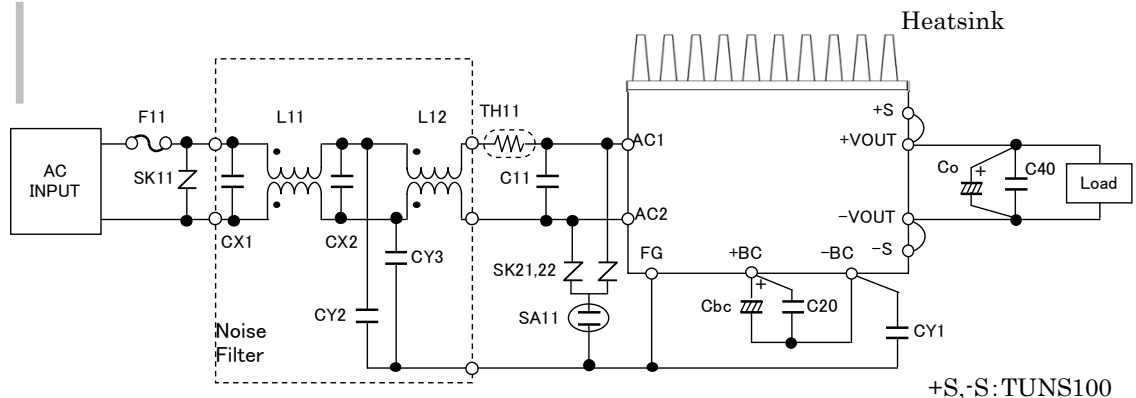 Heatsink
F11
L11
L12
TH11
+S
AC1
+VOUT
AC
INPUT
SK11
C11
Co
+
C40
Load
AC2
-VOUT
CX1
CX2
CY3
FG
+BC
-BC
-S
SK21,22
+
Cbc
C20
CY2
SA11
CY1
Noise
Filter
+S,-S:TUNS100